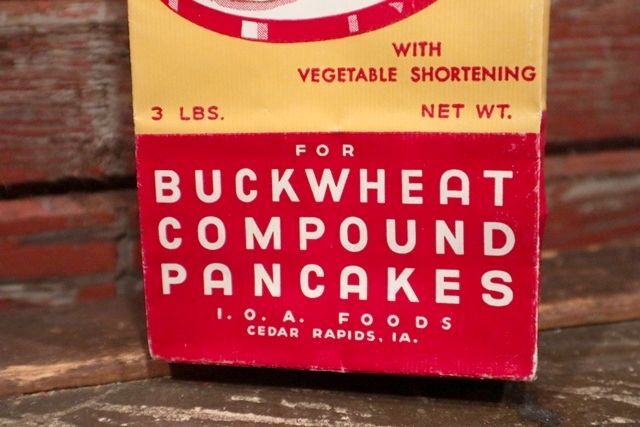 WITH
VEGETABLE SHORTENING
3 LBS. NET WT.
FOR
BUCKWHEAT
COMPOUND
PANCAKES
I. O. A. FOODS
CEDAR RAPIDS, IA.